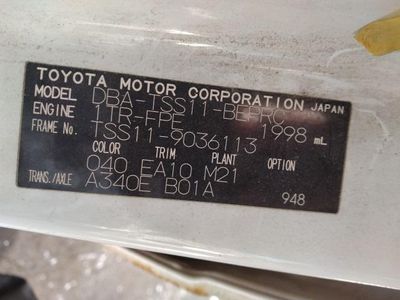 TOYOTA MOTOR CORPORATION JAPAN
MODEL DBA-TSS11-BEPRC
ENGINE 1TR-FPE 1998 mL
FRAME No. TSS11-9036113
COLOR TRIM PLANT OPTION
040 EA10 M21
TRANS./AXLE A340E B01A
948